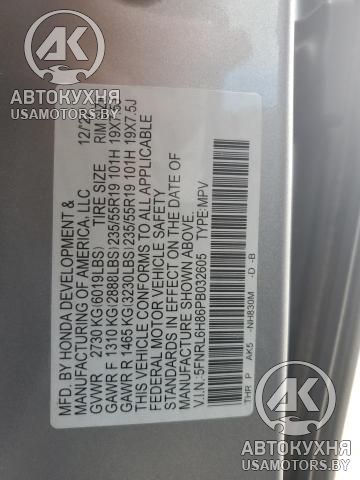 АВТОКУХНЯ
USAMOTORS.BY
MFD. BY HONDA DEVELOPMENT &
MANUFACTURING OF AMERICA, LLC 12/22
GVWR 2730 KG(6019LBS) TIRE SIZE RIM SIZE
GAWR F 1310 KG(2888LBS)235/55R19 101H 19X7.5J
GAWR R 1465 KG(3230LBS)235/55R19 101H 19X7.5J
THIS VEHICLE CONFORMS TO ALL APPLICABLE
FEDERAL MOTOR VEHICLE SAFETY
STANDARDS IN EFFECT ON THE DATE OF
MANUFACTURE SHOWN ABOVE.
V.I.N.:5FNRL6H86PB032605 TYPE:MPV
THR P AK5 -NH830M -D -B
АВТОКУХНЯ
USAMOTORS.BY